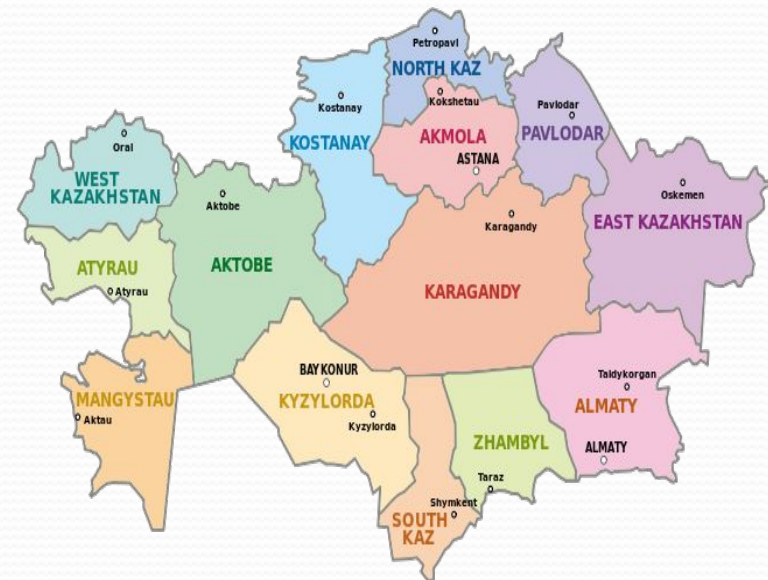 Petropavl
NORTH KAZ
Kokshetau
Kostanay
KOSTANAY
AKMOLA
ASTANA
Pavlodar
PAVLODAR
Oral
WEST
KAZAKHSTAN
Aktobe
AKTOBE
Oskemen
EAST KAZAKHSTAN
Karagandy
KARAGANDY
ATYRAU
Atyrau
MANGYSTAU
Aktau
BAYKONUR
KYZYLORDA
Kyzylorda
Taldykorgan
ALMATY
ALMATY
ZHAMBYL
Taraz
Shymkent
SOUTH
KAZ